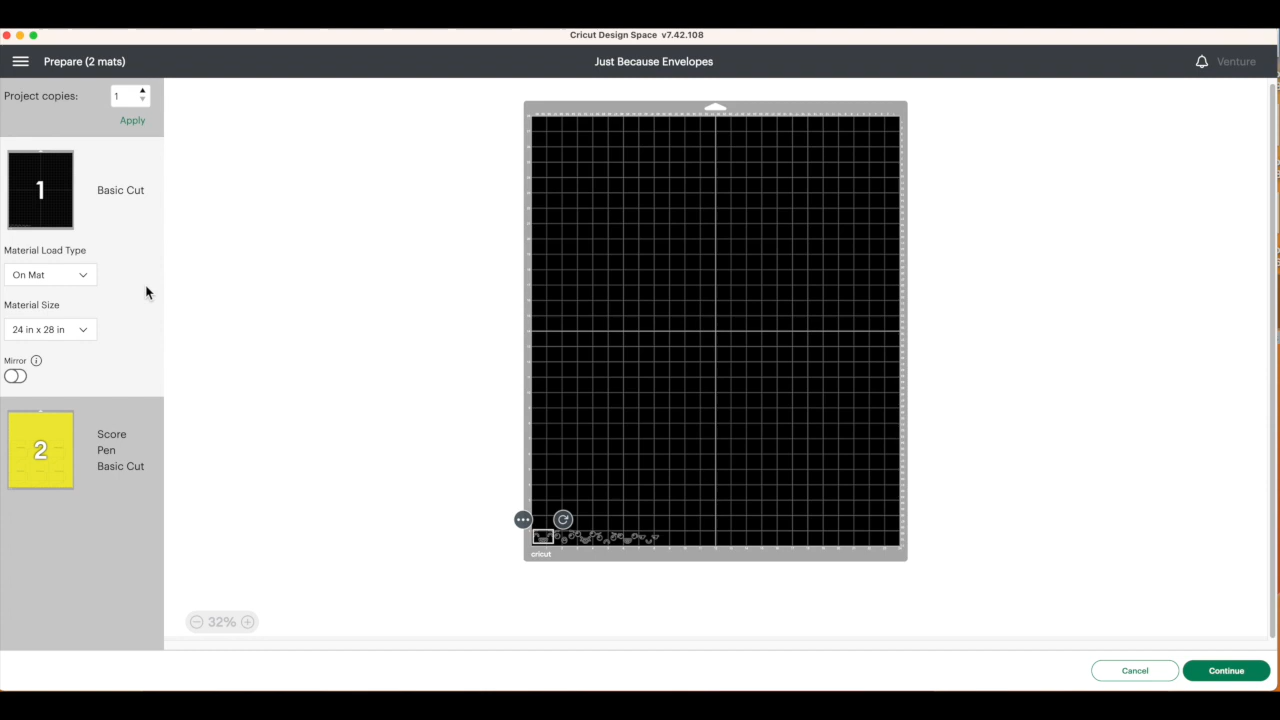 Cricut Design Space v7.42.108
Prepare (2 mats)
Just Because Envelopes
Venture
Project copies:
1
Apply
1
Basic Cut
Material Load Type
On Mat
Material Size
24 in x 28 in
Mirror
2
Score
Pen
Basic Cut
cricut
32%
Cancel
Continue